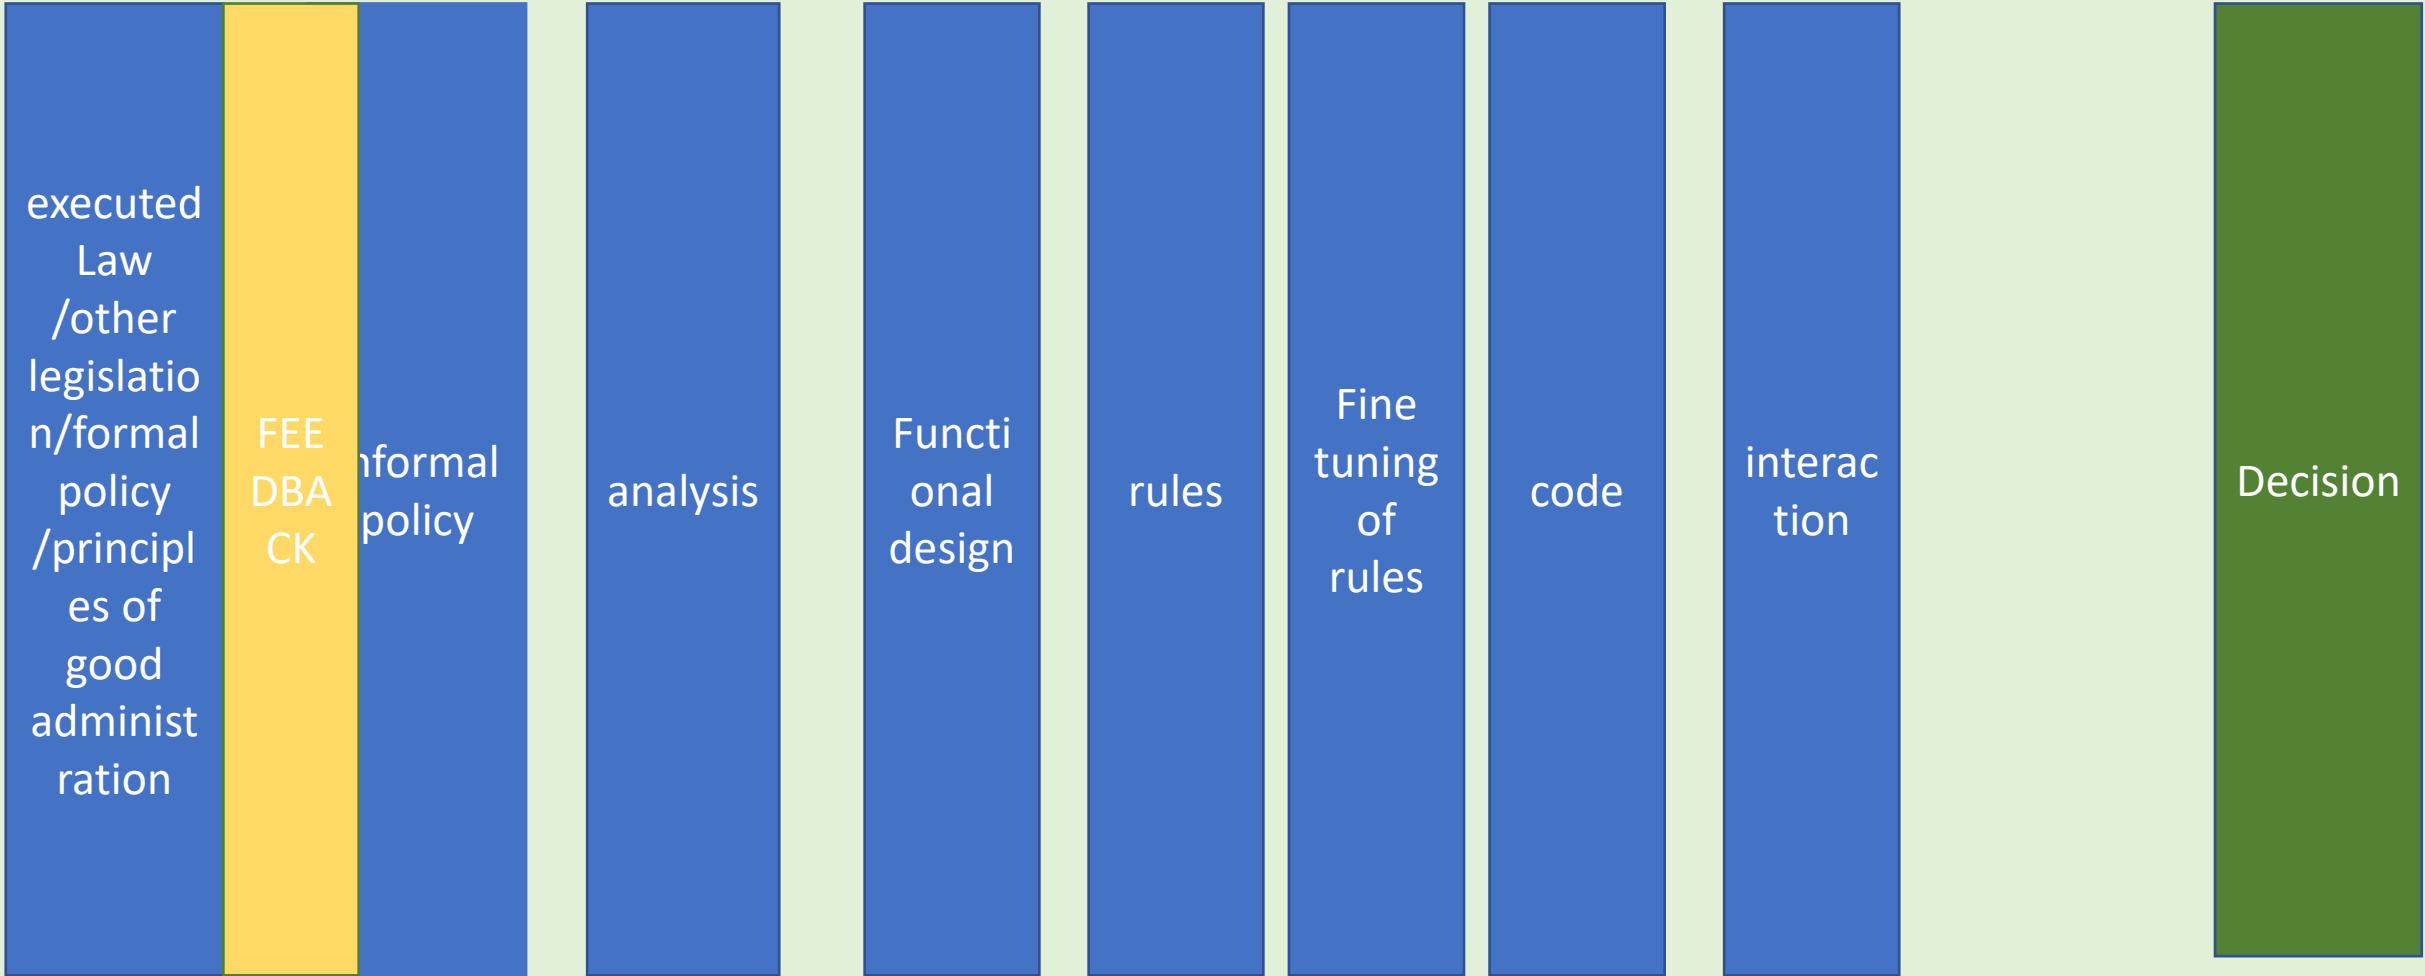 executed
Law
/other
legislatio
n/formal
policy
/principl
es of
good
administ
ration
FEE
DBA
CK
nformal
policy
analysis
Functi
onal
design
rules
Fine
tuning
of
rules
code
interac
tion
Decision